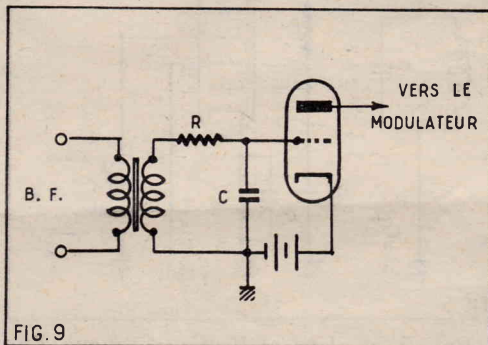 VERS LE
MODULATEUR
R
B. F.
C
FIG. 9